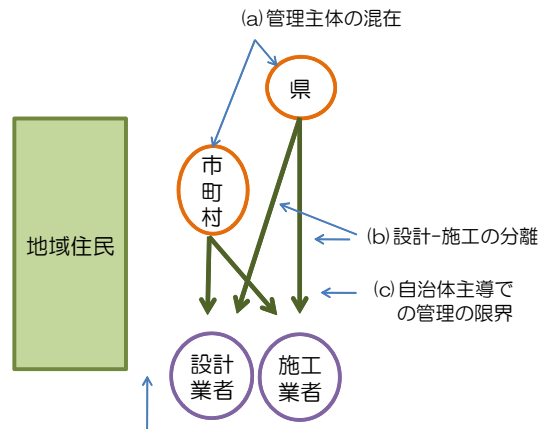 (a)管理主体の混在
県
市
町
村
地域住民
(b)設計-施工の分離
(c)自治体主導で
の管理の限界
設計
業者
施工
業者